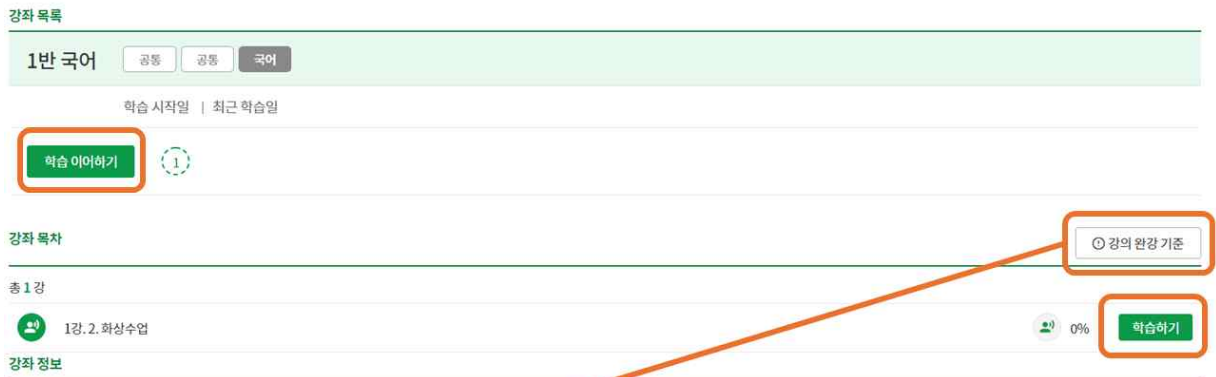 강좌 목록
1반 국어 공통 공통 국어
학습 시작일 | 최근 학습일
학습 이어하기 1
강좌 목차 강의 완강 기준
총 1 강
1강. 2. 화상수업 0% 학습하기
강좌 정보